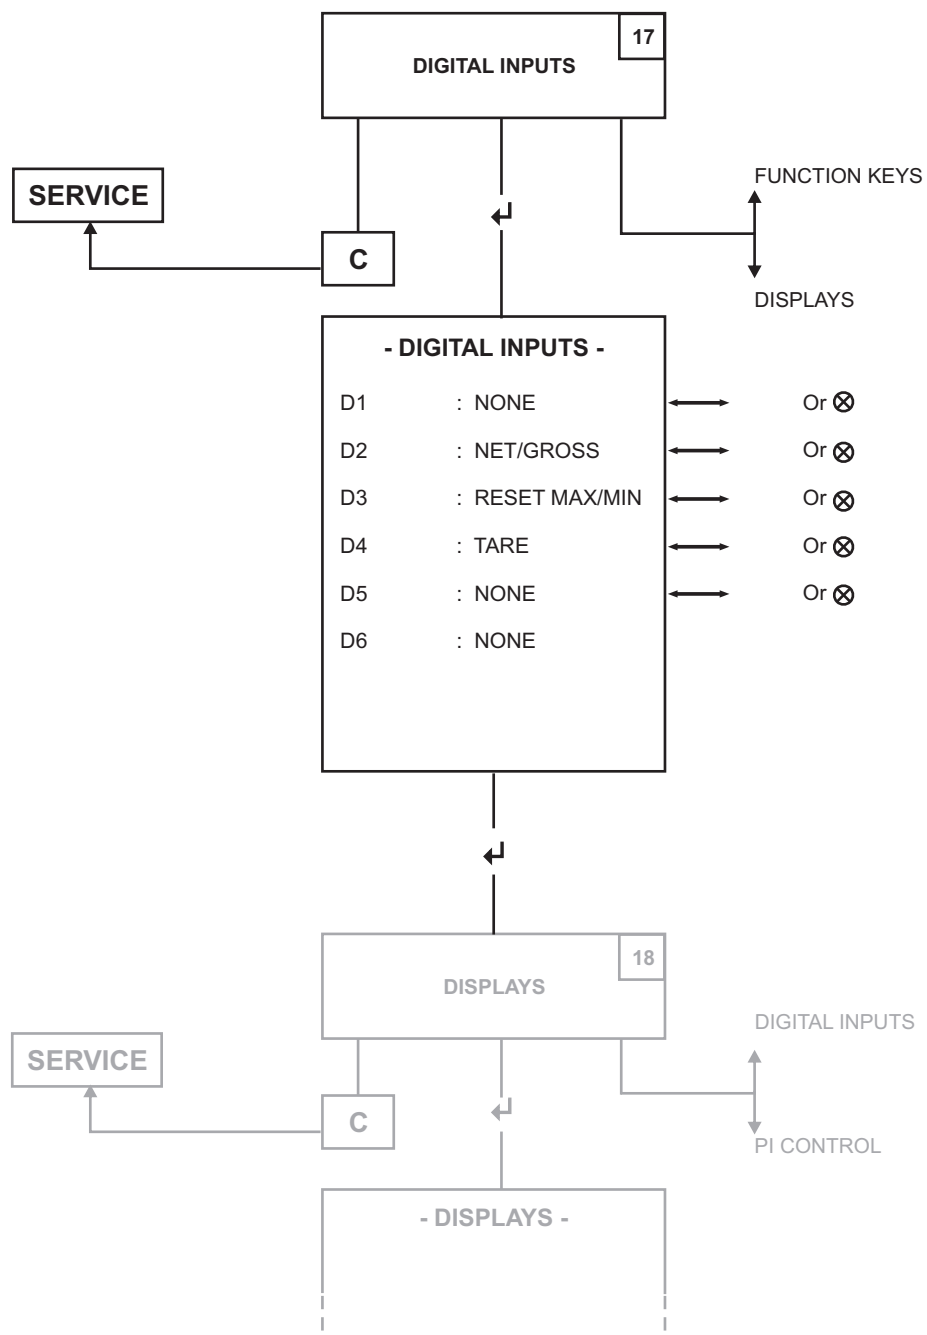 17
DIGITAL INPUTS
FUNCTION KEYS
SERVICE
C
DISPLAYS
- DIGITAL INPUTS -
D1 : NONE Or
D2 : NET/GROSS Or
D3 : RESET MAX/MIN Or
D4 : TARE Or
D5 : NONE Or
D6 : NONE
18
DISPLAYS
DIGITAL INPUTS
SERVICE
C
PI CONTROL
- DISPLAYS -